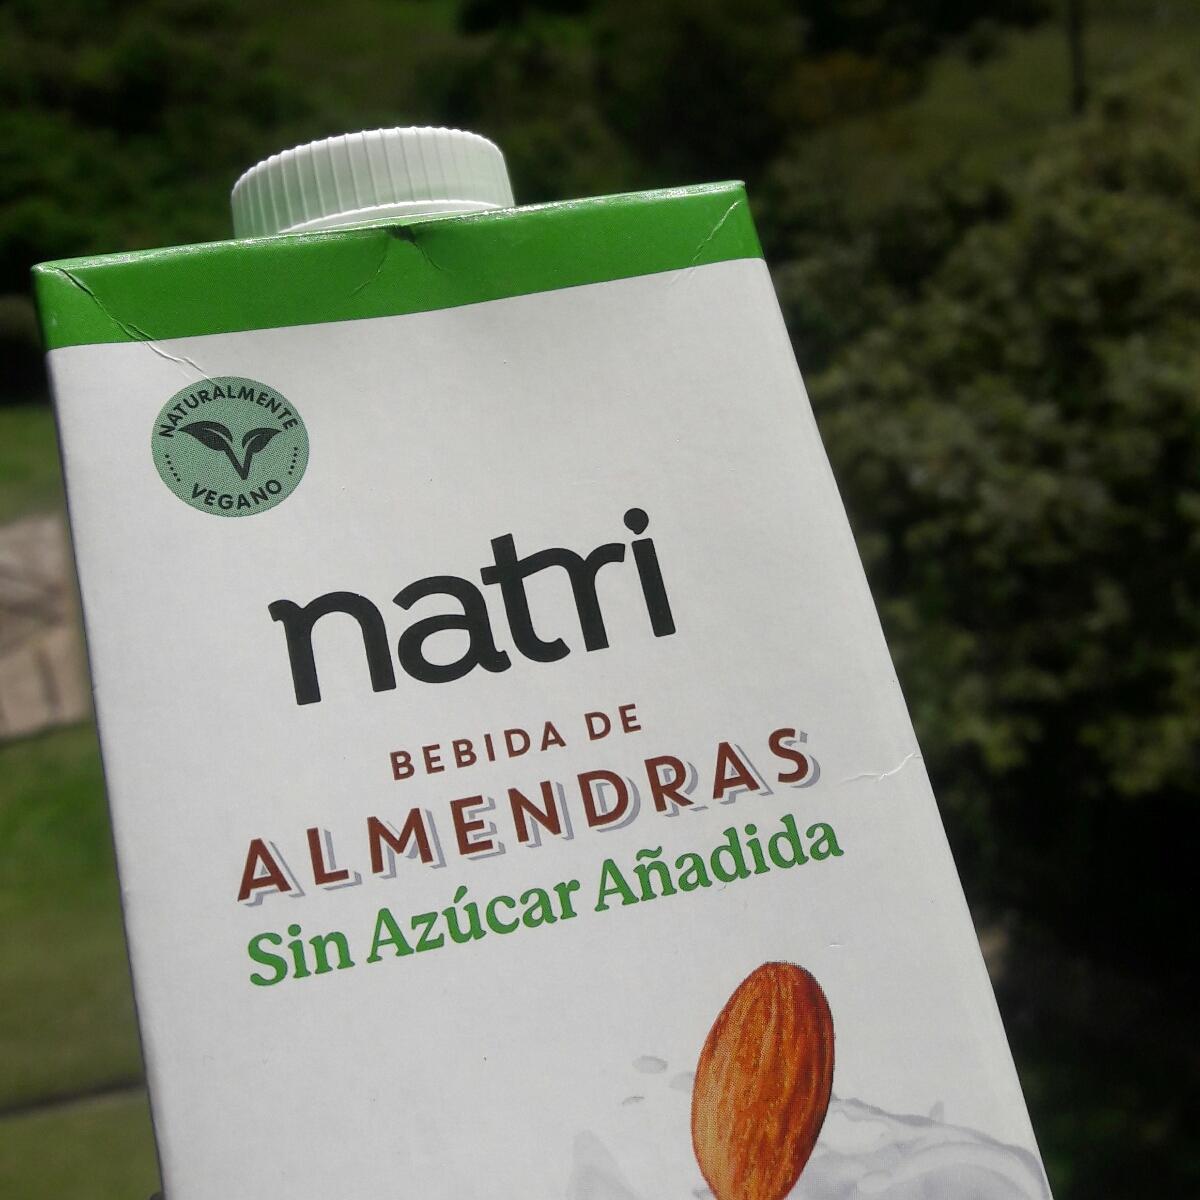 NATURALMENTE
VEGANO
natri
BEBIDA DE
ALMENDRAS
Sin Azúcar Añadida